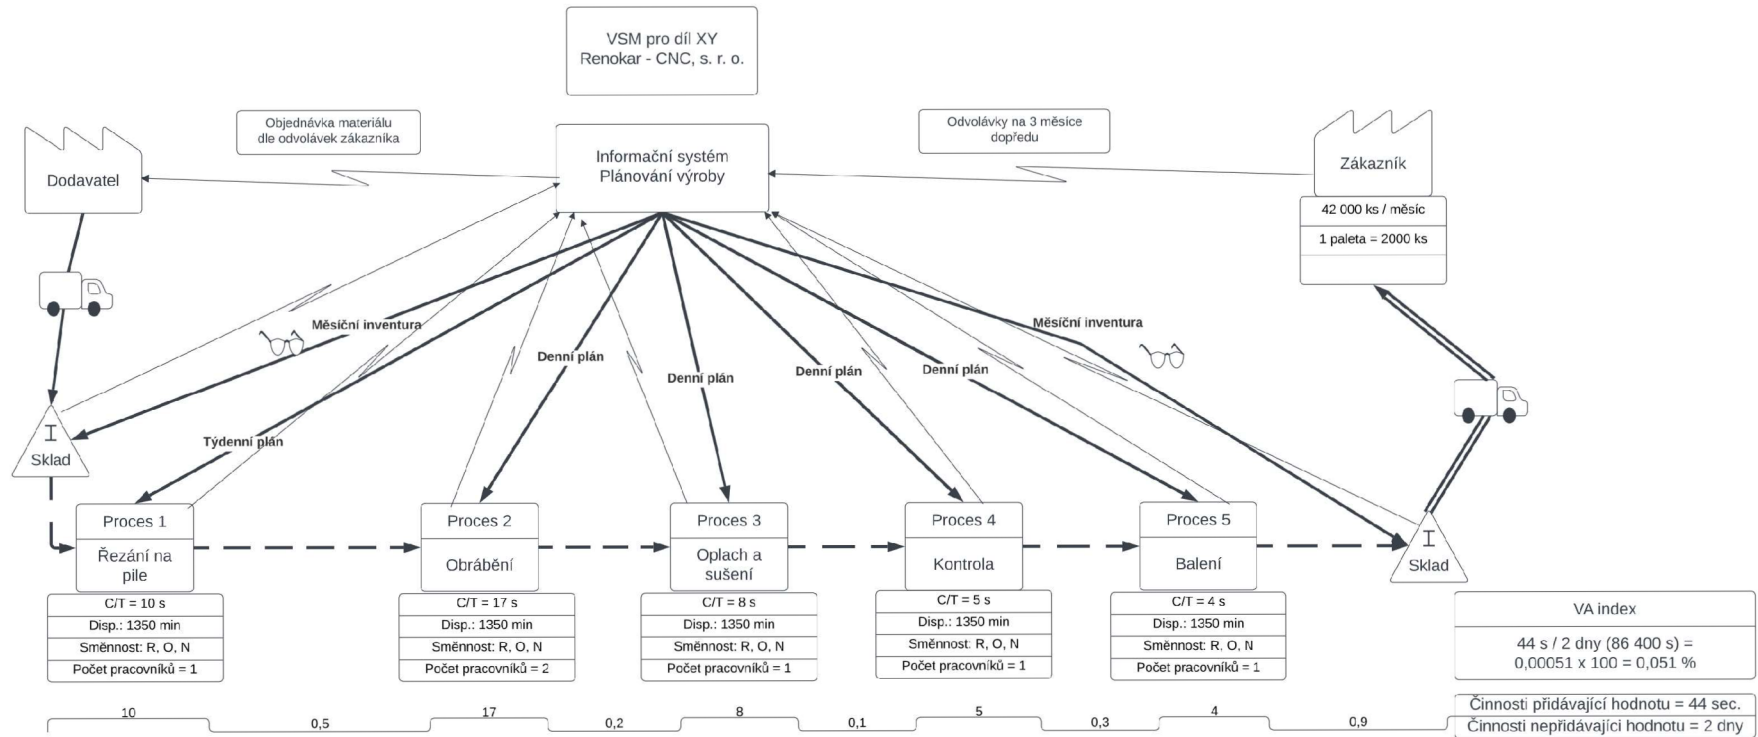 VSM pro díl XY
Renokar - CNC, s. r. o.
Objednávka materiálu
dle odvolávek zákazníka
Odvolávky na 3 měsíce
dopředu
Informační systém
Plánování výroby
Dodavatel
Zákazník
42 000 ks / měsíc
1 paleta = 2000 ks
Měsíční inventura
Měsíční inventura
Denní plán
Denní plán
Denní plán
Denní plán
Týdenní plán
I
Sklad
Proces 1
Řezání na
pile
C/T = 10 s
Disp.: 1350 min
Směnnost: R, O, N
Počet pracovníků = 1
Proces 2
Obrábění
C/T = 17 s
Disp.: 1350 min
Směnnost: R, O, N
Počet pracovníků = 2
Proces 3
Oplach a
sušení
C/T = 8 s
Disp.: 1350 min
Směnnost: R, O, N
Počet pracovníků = 1
Proces 4
Kontrola
C/T = 5 s
Disp.: 1350 min
Směnnost: R, O, N
Počet pracovníků = 1
Proces 5
Balení
C/T = 4 s
Disp.: 1350 min
Směnnost: R, O, N
Počet pracovníků = 1
I
Sklad
VA index
44 s / 2 dny (86 400 s) =
0,00051 x 100 = 0,051 %
10
0,5
17
0,2
8
0,1
5
0,3
4
0,9
Činnosti přidávající hodnotu = 44 sec.
Činnosti nepřidávající hodnotu = 2 dny